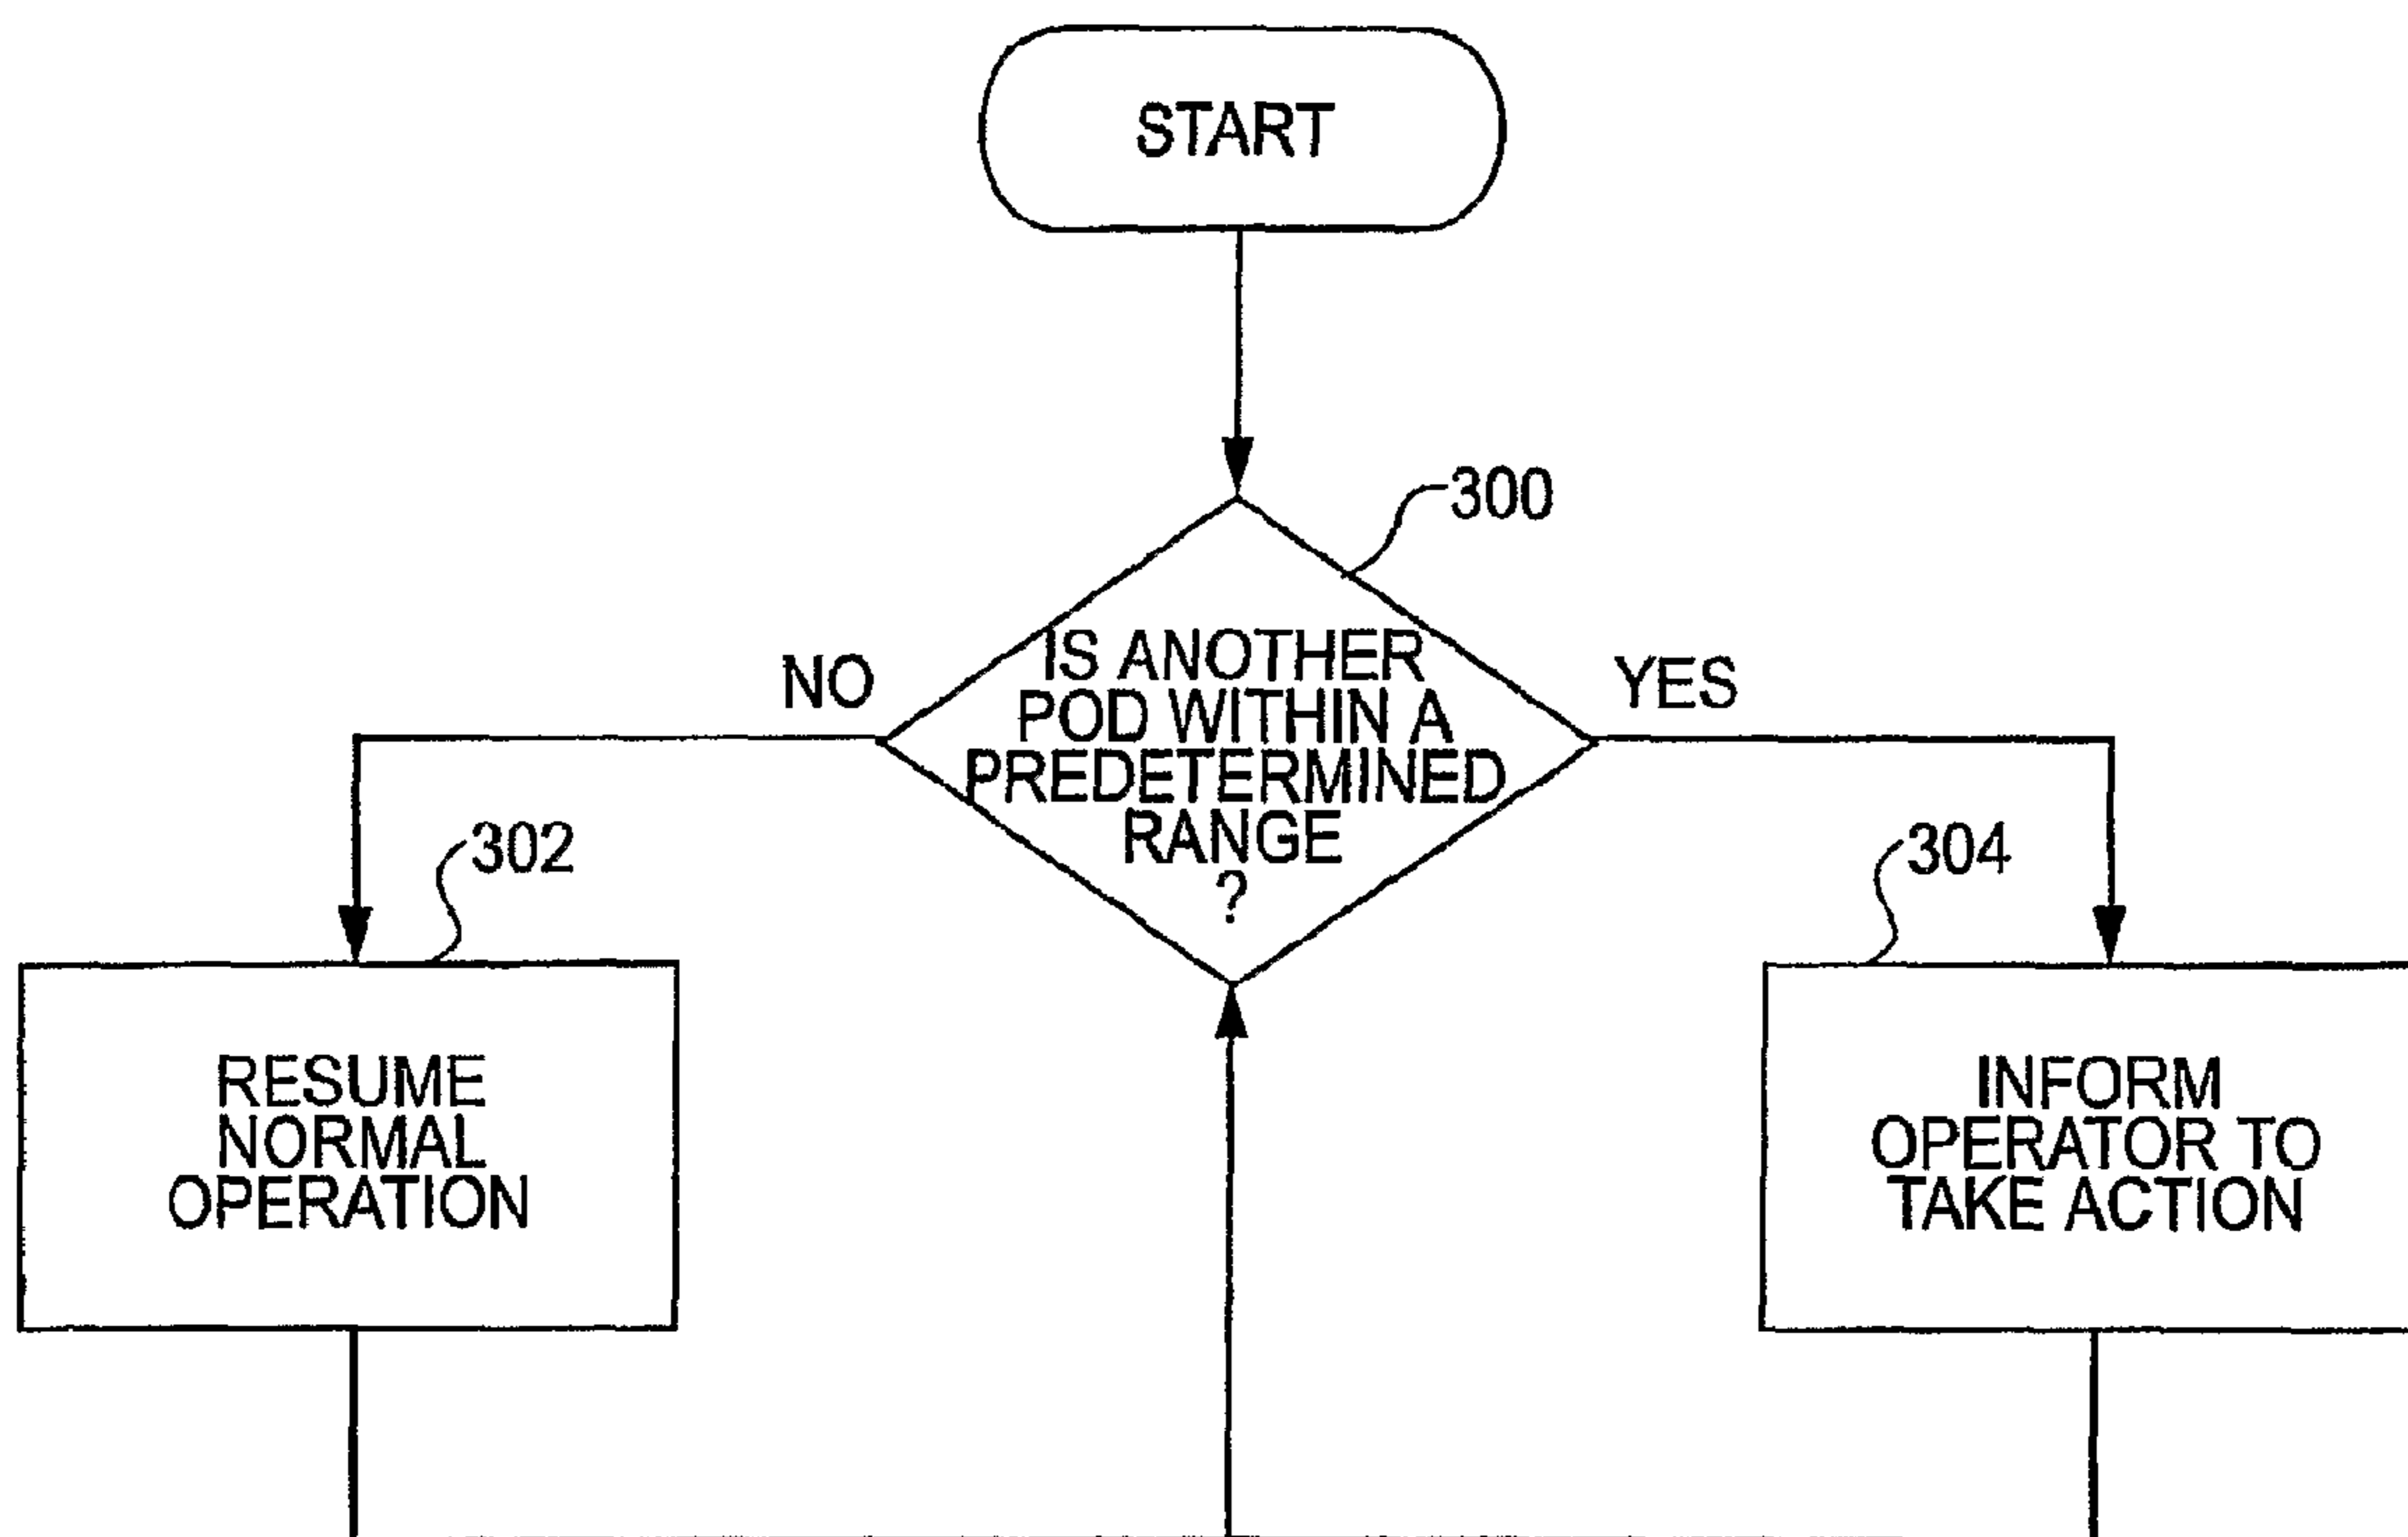 START
300
IS ANOTHER
POD WITHIN A
PREDETERMINED
RANGE
?
NO
YES
302
304
RESUME
NORMAL
OPERATION
INFORM
OPERATOR TO
TAKE ACTION